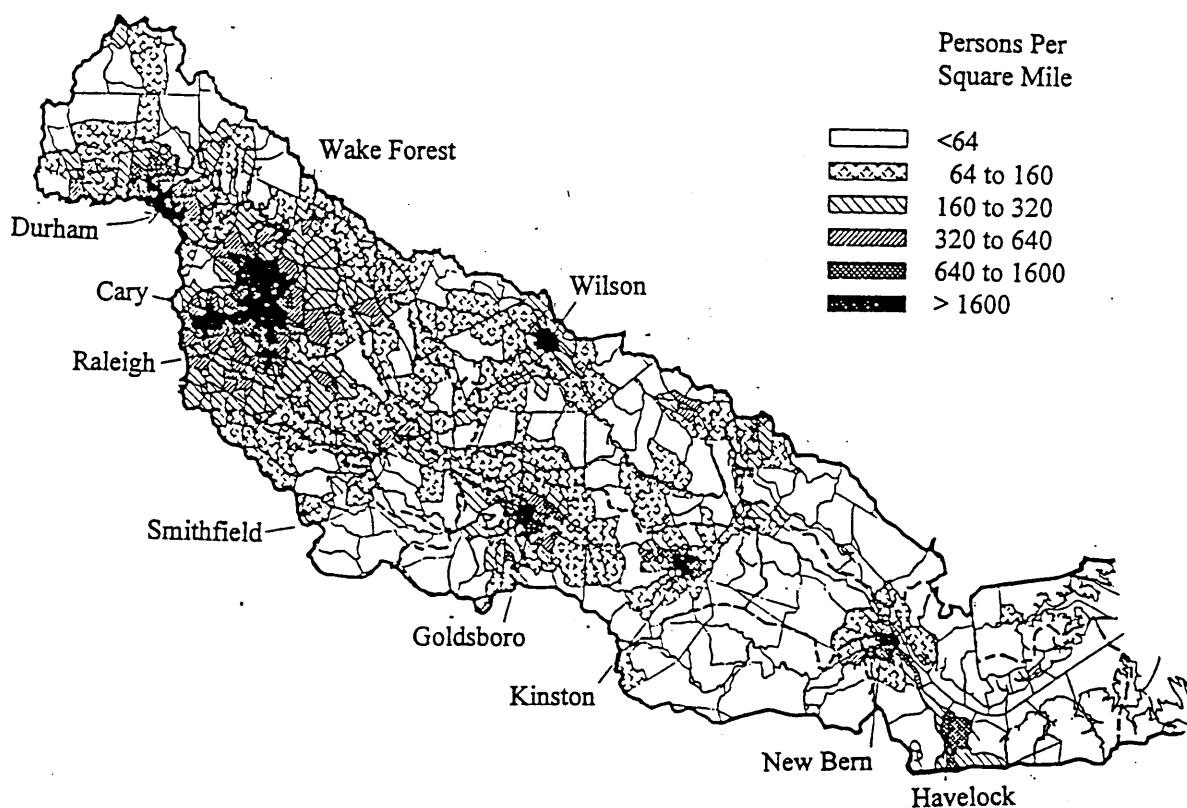 Persons Per
Square Mile
<64
64 to 160
160 to 320
320 to 640
640 to 1600
> 1600
Wake Forest
Durham
Cary
Wilson
Raleigh
Smithfield
Goldsboro
Kinston
New Bern
Havelock